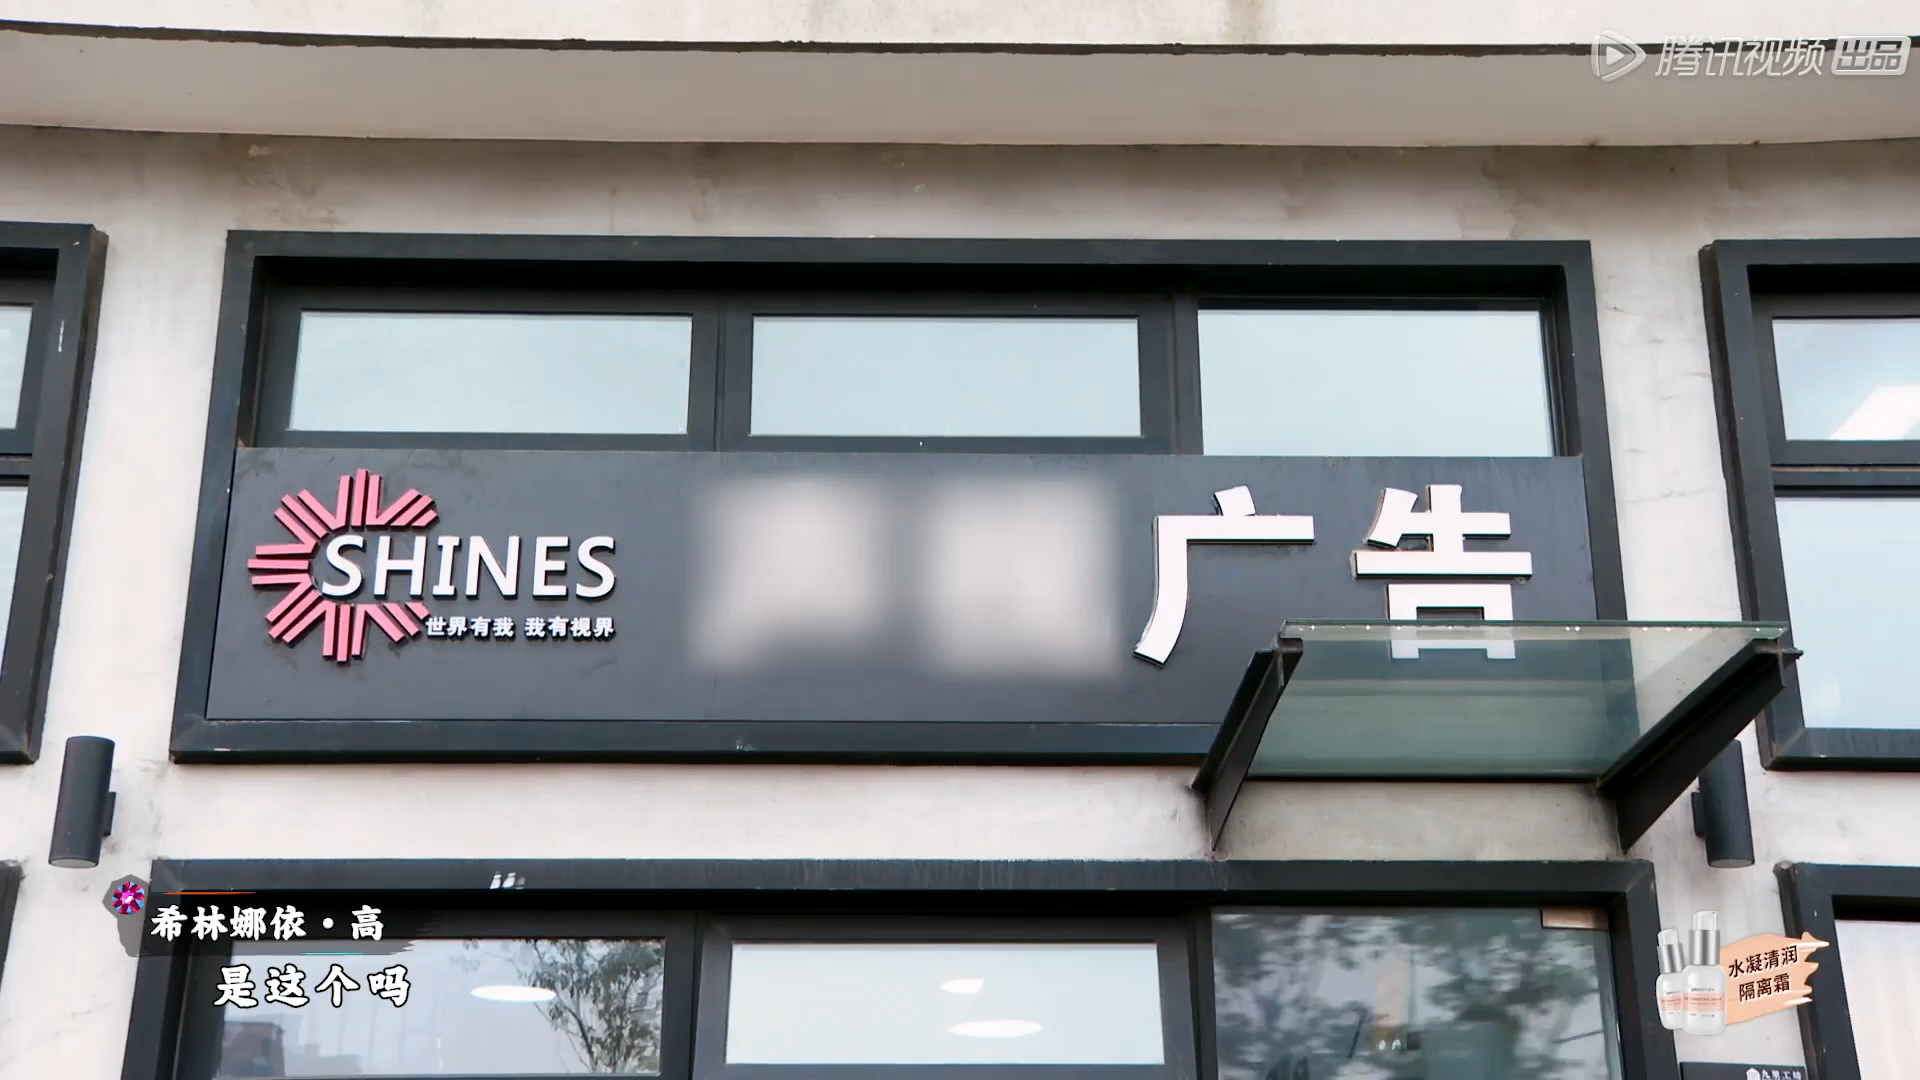 腾讯视频 出品
SHINES
世界有我 我有视界
广告
希林娜依·高
是这个吗
水凝清润
隔离霜